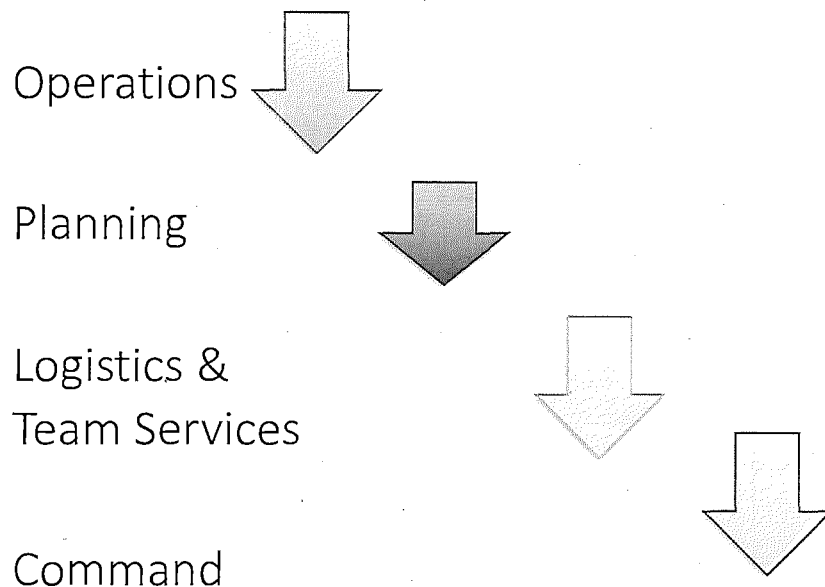 Operations
Planning
Logistics &
Team Services
Command